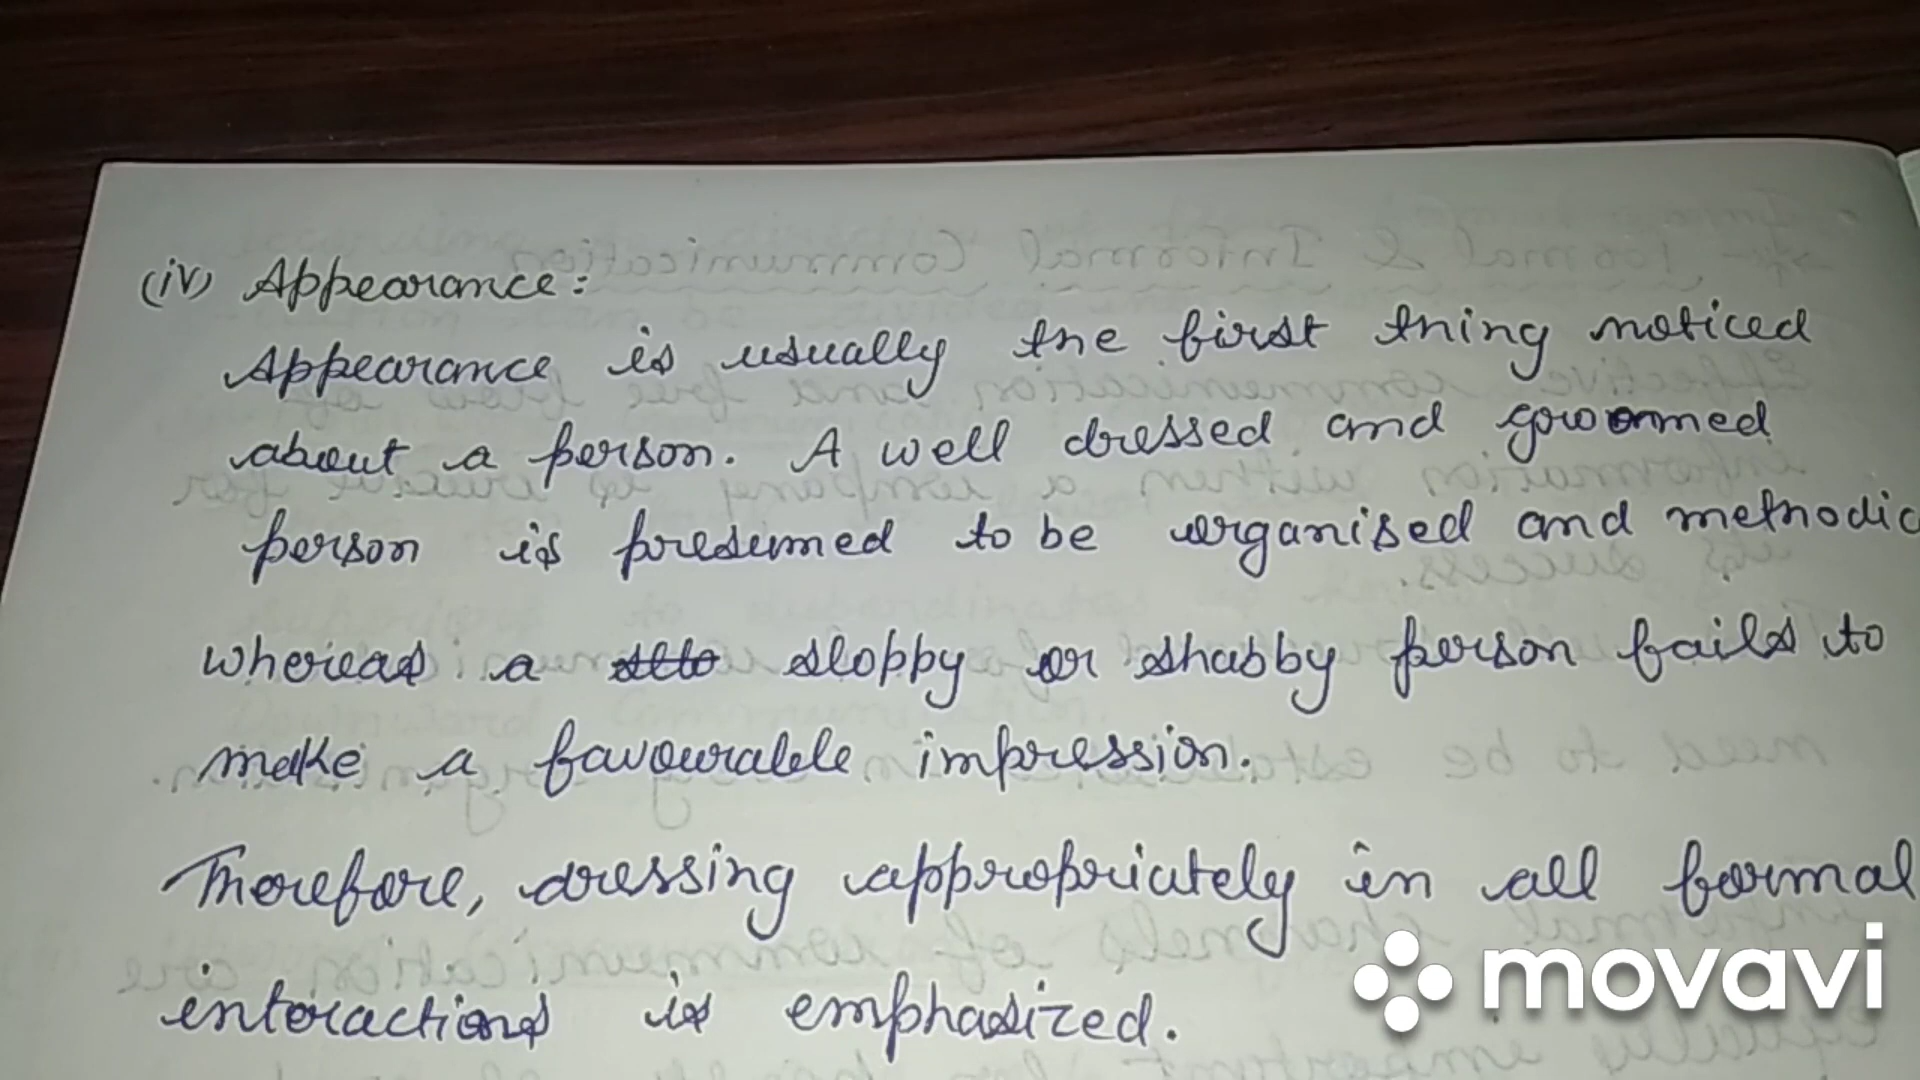 (iv) Appearance:
Appearance is usually the first thing noticed
about a person. A well dressed and groomed
person is presumed to be organised and methodic
whereas a sloppy or shabby person fails to
make a favourable impression.
Therefore, dressing appropriately in all formal
interactions is emphasized.
movavi